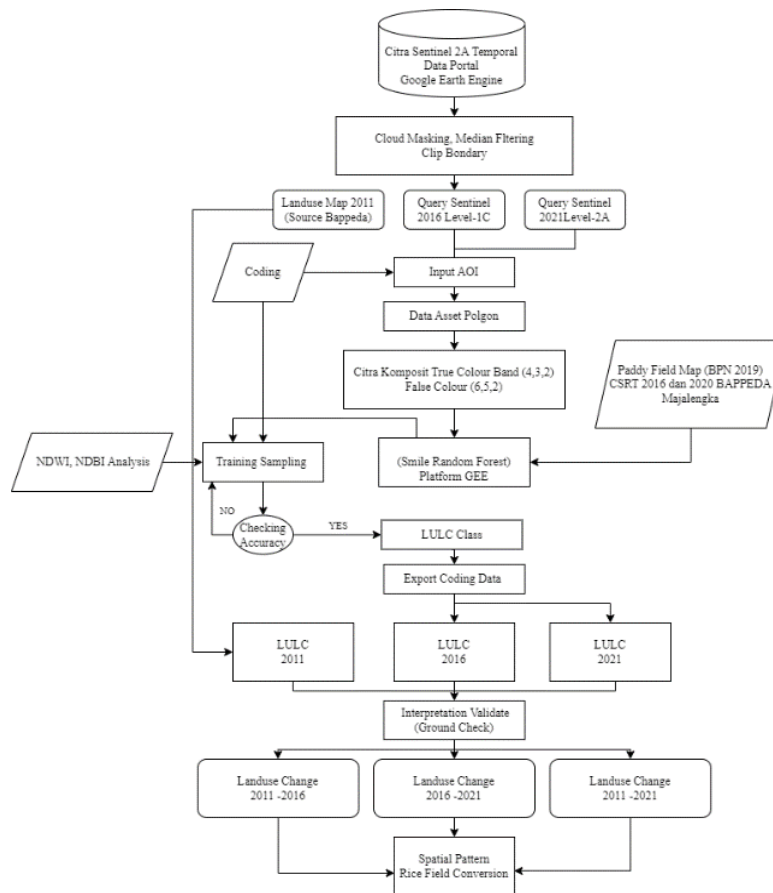 Citra Sentinel 2A Temporal
Data Portal
Google Earth Engine
Cloud Masking, Median Fltering
Clip Bondary
Landuse Map 2011
(Source Bappeda)
Query Sentinel
2016 Level-1C
Query Sentinel
2021Level-2A
Coding
Input AOI
Data Asset Polgon
Citra Komposit True Colour Band (4,3,2)
False Colour (6,5,2)
Paddy Field Map (BPN 2019)
CSRT 2016 dan 2020 BAPPEDA
Majalengka
NDWI, NDBI Analysis
Training Sampling
(Smile Random Forest)
Platform GEE
NO
Checking
Accuracy
YES
LULC Class
Export Coding Data
LULC
2011
LULC
2016
LULC
2021
Interpretation Validate
(Ground Check)
Landuse Change
2011 -2016
Landuse Change
2016 -2021
Landuse Change
2011 -2021
Spatial Pattern
Rice Field Conversion